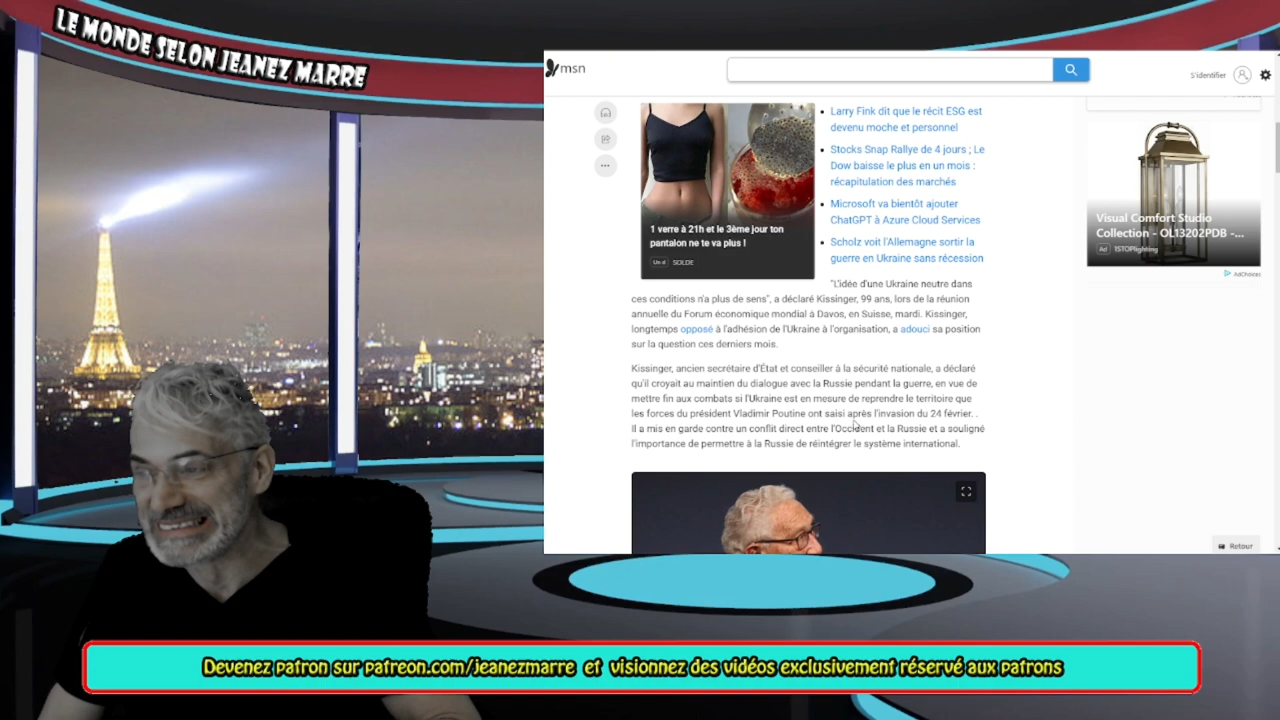 LE MONDE SELON JEANEZ MARRE
msn
S'identifier
Larry Fink dit que le récit ESG est
devenu moche et personnel
Stocks Snap Rallye de 4 jours ; Le
Dow baisse le plus en un mois :
récapitulation des marchés
Microsoft va bientôt ajouter
ChatGPT à Azure Cloud Services
Scholz voit l'Allemagne sortir la
guerre en Ukraine sans récession
1 verre à 21h et le 3ème jour ton
pantalon ne te va plus !
SOLDE
"L'idée d'une Ukraine neutre dans
ces conditions n'a plus de sens", a déclaré Kissinger, 99 ans, lors de la réunion
annuelle du Forum économique mondial à Davos, en Suisse, mardi. Kissinger,
longtemps opposé à l'adhésion de l'Ukraine à l'organisation, a adouci sa position
sur la question ces derniers mois.
Kissinger, ancien secrétaire d'État et conseiller à la sécurité nationale, a déclaré
qu'il croyait au maintien du dialogue avec la Russie pendant la guerre, en vue de
mettre fin aux combats si l'Ukraine est en mesure de reprendre le territoire que
les forces du président Vladimir Poutine ont saisi après l'invasion du 24 février. .
Il a mis en garde contre un conflit direct entre l'Occident et la Russie et a souligné
l'importance de permettre à la Russie de réintégrer le système international.
Visual Comfort Studio
Collection - OL13202PDB -...
Ad 1STOPlighting
AdChoices
Retour
Devenez patron sur patreon.com/jeanezmarre et visionnez des vidéos exclusivement réservé aux patrons